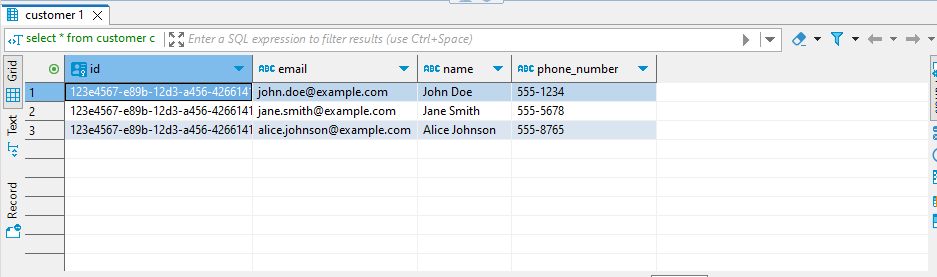 customer 1
select * from customer c
Enter a SQL expression to filter results (use Ctrl+Space)
Grid
Text
Record
id email name phone_number
1 123e4567-e89b-12d3-a456-4266141 john.doe@example.com John Doe 555-1234
2 123e4567-e89b-12d3-a456-4266141 jane.smith@example.com Jane Smith 555-5678
3 123e4567-e89b-12d3-a456-4266141 alice.johnson@example.com Alice Johnson 555-8765